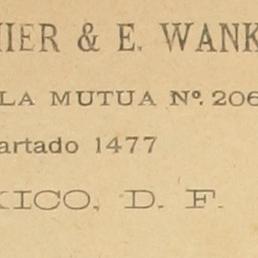 IER & E. WANK
LA MUTUA Nº. 206
artado 1477
XICO, D. F.